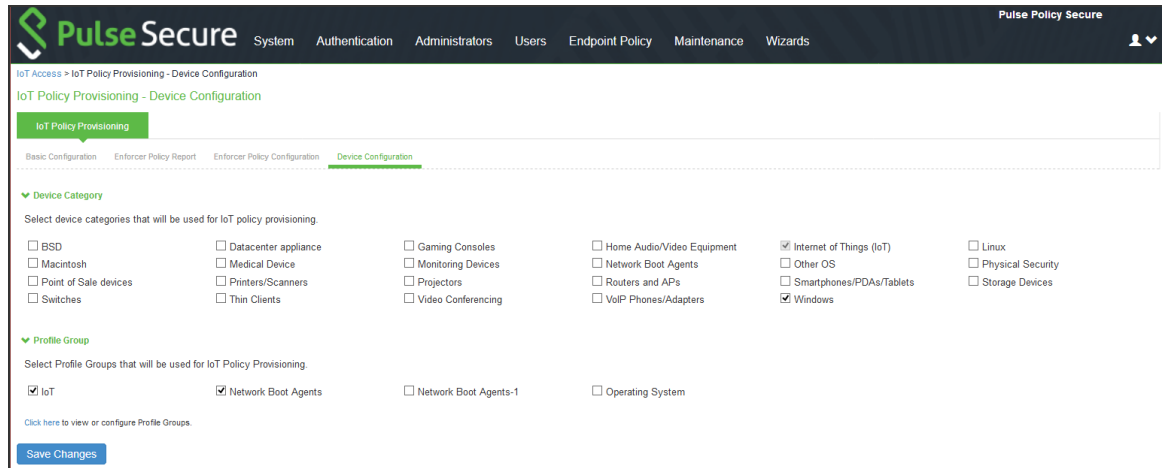 Pulse Policy Secure
Pulse Secure System Authentication Administrators Users Endpoint Policy Maintenance Wizards
IoT Access > IoT Policy Provisioning - Device Configuration
IoT Policy Provisioning - Device Configuration
IoT Policy Provisioning
Basic Configuration Enforcer Policy Report Enforcer Policy Configuration Device Configuration
Device Category
Select device categories that will be used for IoT policy provisioning.
BSD Datacenter appliance Gaming Consoles Home Audio/Video Equipment Internet of Things (IoT) Linux
Macintosh Medical Device Monitoring Devices Network Boot Agents Other OS Physical Security
Point of Sale devices Printers/Scanners Projectors Routers and APs Smartphones/PDAs/Tablets Storage Devices
Switches Thin Clients Video Conferencing VoIP Phones/Adapters Windows
Profile Group
Select Profile Groups that will be used for IoT Policy Provisioning.
IoT Network Boot Agents Network Boot Agents-1 Operating System
Click here to view or configure Profile Groups.
Save Changes